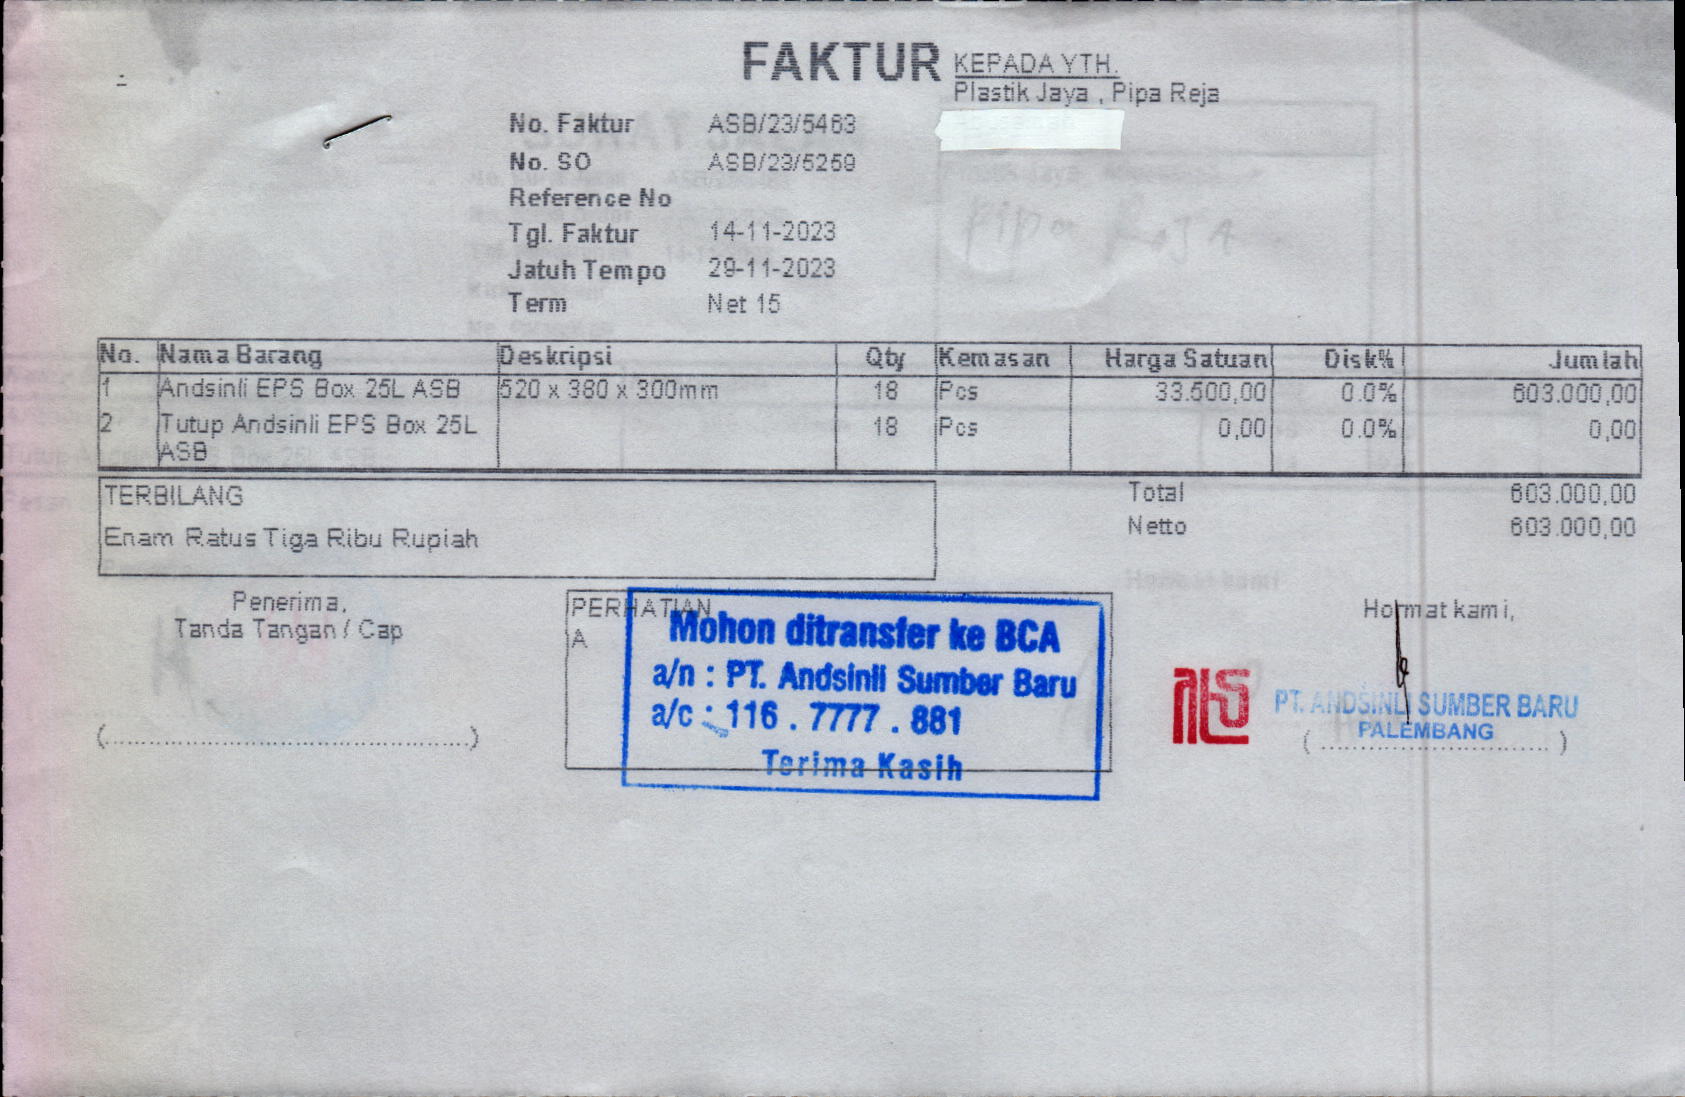 FAKTUR
KEPADA YTH.
Plastik Jaya , Pipa Reja
No. Faktur ASB/23/5463
No. SO ASB/23/5259
Reference No
Tgl. Faktur 14-11-2023
Jatuh Tempo 29-11-2023
Term Net 15
pipa Reja
No. Nama Barang Deskripsi Qty Kemasan Harga Satuan Disk% Jumlah
1 Andsinli EPS Box 25L ASB 520 x 380 x 300mm 18 Pcs 33.500,00 0.0% 603.000,00
2 Tutup Andsinli EPS Box 25L 18 Pcs 0,00 0.0% 0,00
ASB
TERBILANG
Enam Ratus Tiga Ribu Rupiah
Total 603.000,00
Netto 603.000,00
Penerima,
Tanda Tangan / Cap
(................................................)
PERHATIAN
A
Mohon ditransfer ke BCA
a/n : PT. Andsinli Sumber Baru
a/c : 116 . 7777 . 881
Terima Kasih
Hormat kami,
PT. ANDSINLI SUMBER BARU
PALEMBANG
(..............................)